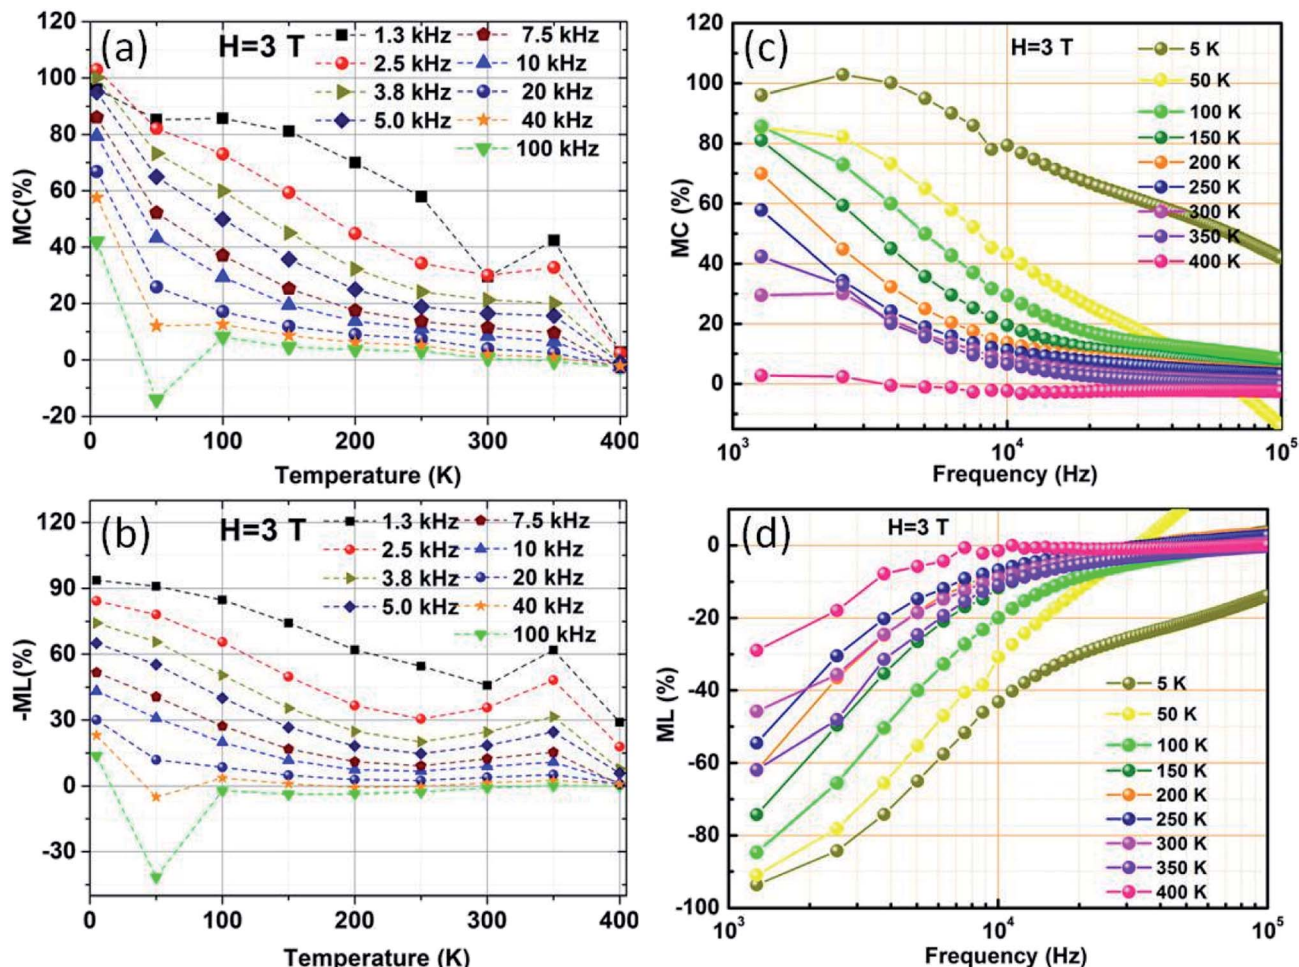 (a)
H=3 T
1.3 kHz
7.5 kHz
2.5 kHz
10 kHz
3.8 kHz
20 kHz
5.0 kHz
40 kHz
100 kHz
120
100
80
60
40
20
0
-20
MC(%)
0
100
200
300
400
Temperature (K)
(c)
H=3 T
5 K
50 K
100 K
150 K
200 K
250 K
300 K
350 K
400 K
120
100
80
60
40
20
0
MC (%)
10³
10⁴
10⁵
Frequency (Hz)
(b)
H=3 T
1.3 kHz
7.5 kHz
2.5 kHz
10 kHz
3.8 kHz
20 kHz
5.0 kHz
40 kHz
100 kHz
120
90
60
30
0
-30
-ML(%)
0
100
200
300
400
Temperature (K)
(d)
H=3 T
5 K
50 K
100 K
150 K
200 K
250 K
300 K
350 K
400 K
0
-20
-40
-60
-80
-100
ML (%)
10³
10⁴
10⁵
Frequency (Hz)